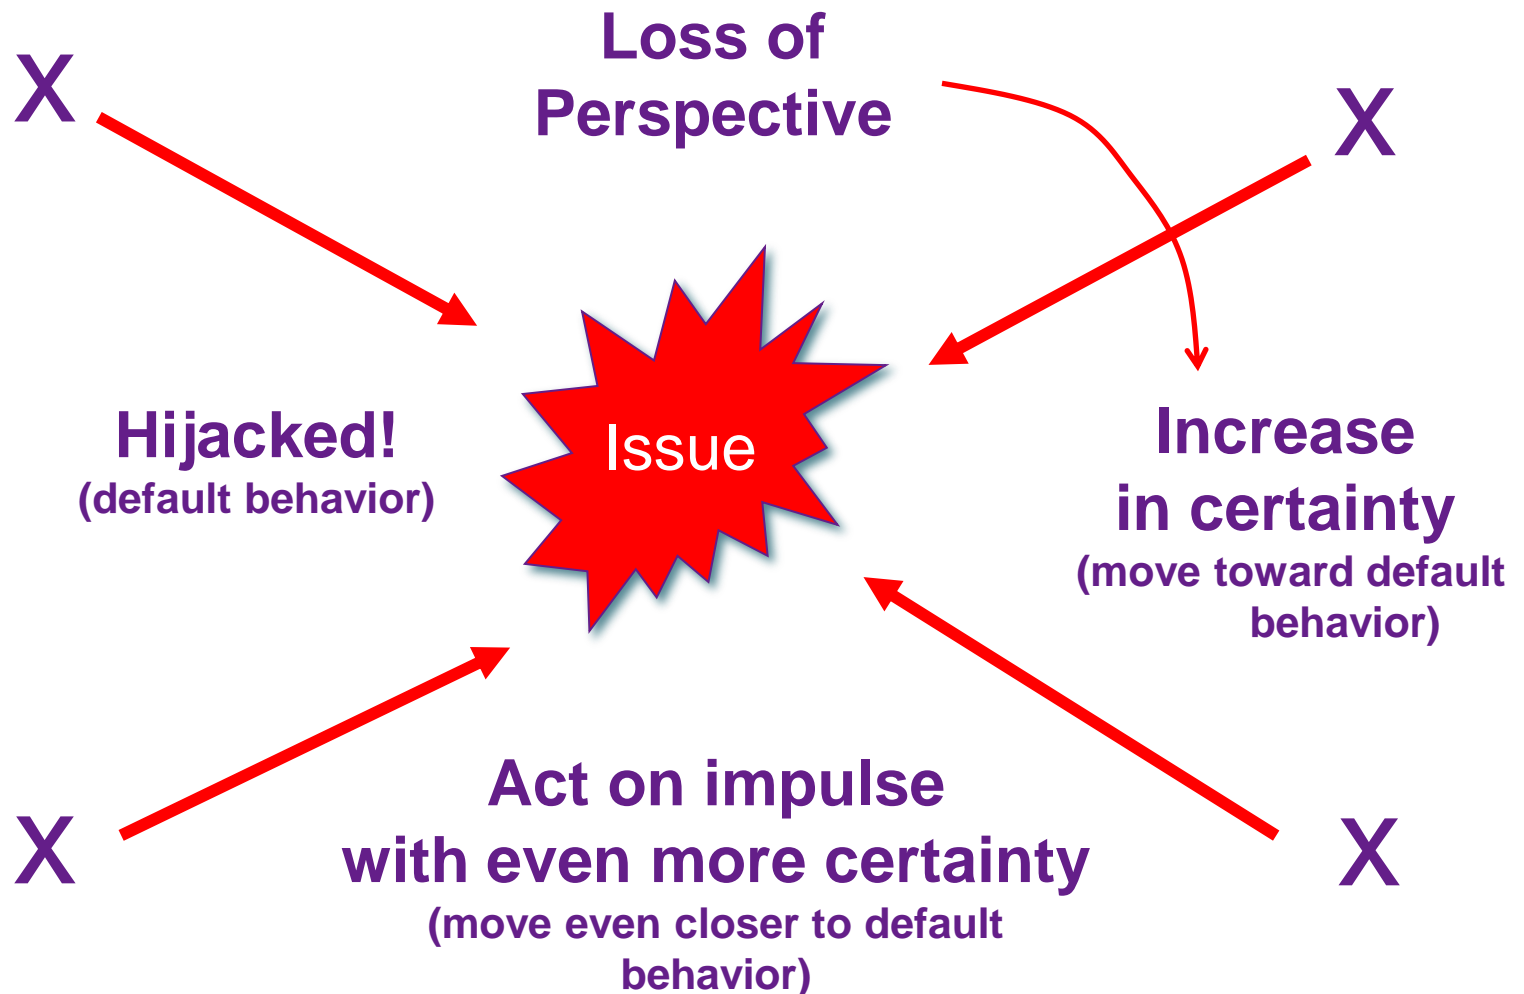 Loss of
Perspective
X
X
Issue
Hijacked!
(default behavior)
Increase
in certainty
(move toward default
behavior)
Act on impulse
with even more certainty
(move even closer to default
behavior)
X
X